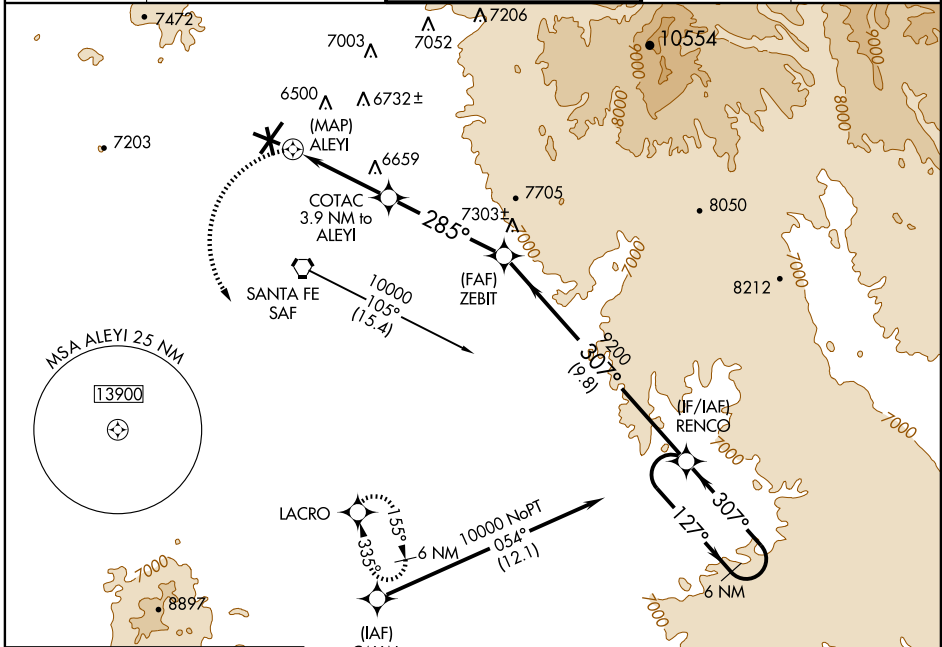 7472
7206
7052
7003
10554
9000
9000
8000
8000
6500
6732±
(MAP)
ALEYI
7203
6659
COTAC
3.9 NM to
ALEYI
285°
7705
7303±
7000
8050
7000
(FAF)
ZEBIT
8212
SANTA FE
SAF
10000
105°
(15.4)
MSA ALEYI 25 NM
13900
9200
307°
(9.8)
(IF/IAF)
RENCO
7000
7000
307°
127°
6 NM
LACRO
155°
335°
6 NM
10000 NoPT
054°
(12.1)
7000
8897
7000
(IAF)